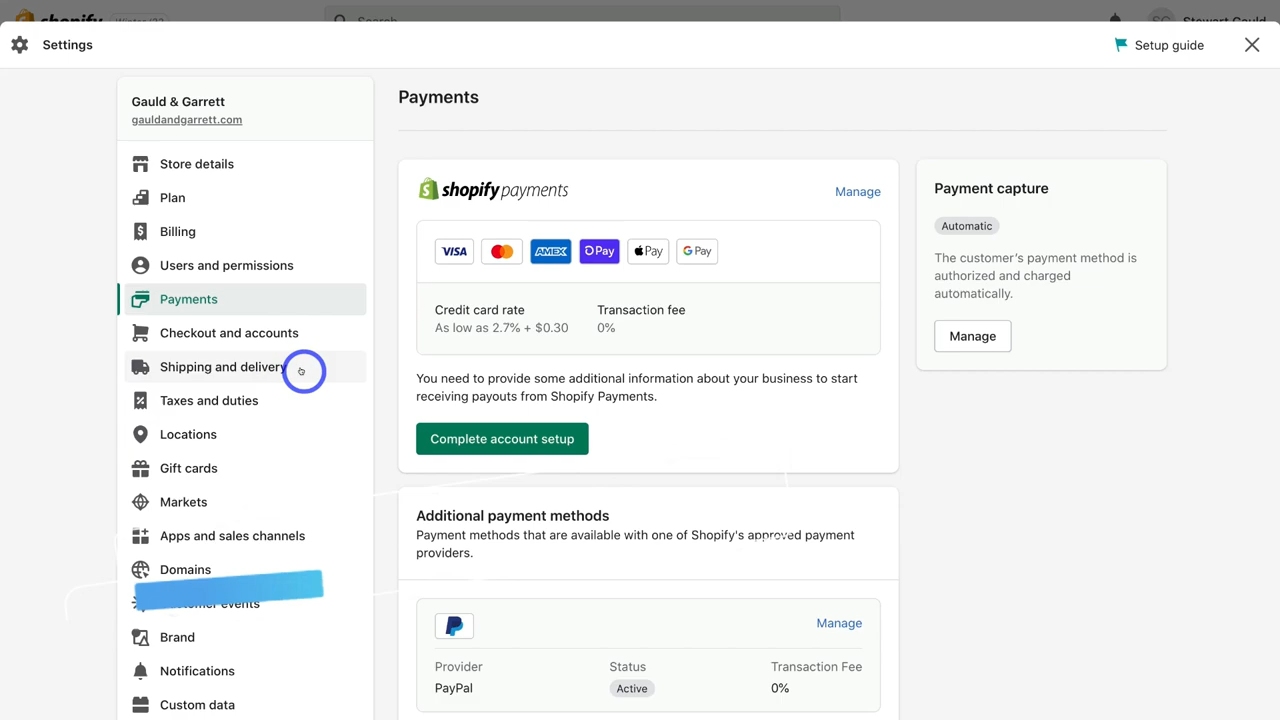 shopify
Winter '23
Search
Stewart Gauld
Settings
Setup guide
Gauld & Garrett
gauldandgarrett.com
Store details
Plan
Billing
Users and permissions
Payments
Checkout and accounts
Shipping and delivery
Taxes and duties
Locations
Gift cards
Markets
Apps and sales channels
Domains
events
Brand
Notifications
Custom data
Payments
shopify payments
Manage
VISA
AMEX
Pay
Pay
G Pay
Credit card rate
Transaction fee
As low as 2.7% + $0.30
0%
You need to provide some additional information about your business to start
receiving payouts from Shopify Payments.
Complete account setup
Additional payment methods
Payment methods that are available with one of Shopify's approved payment
providers.
Manage
Provider
Status
Transaction Fee
PayPal
Active
0%
Payment capture
Automatic
The customer's payment method is
authorized and charged
automatically.
Manage